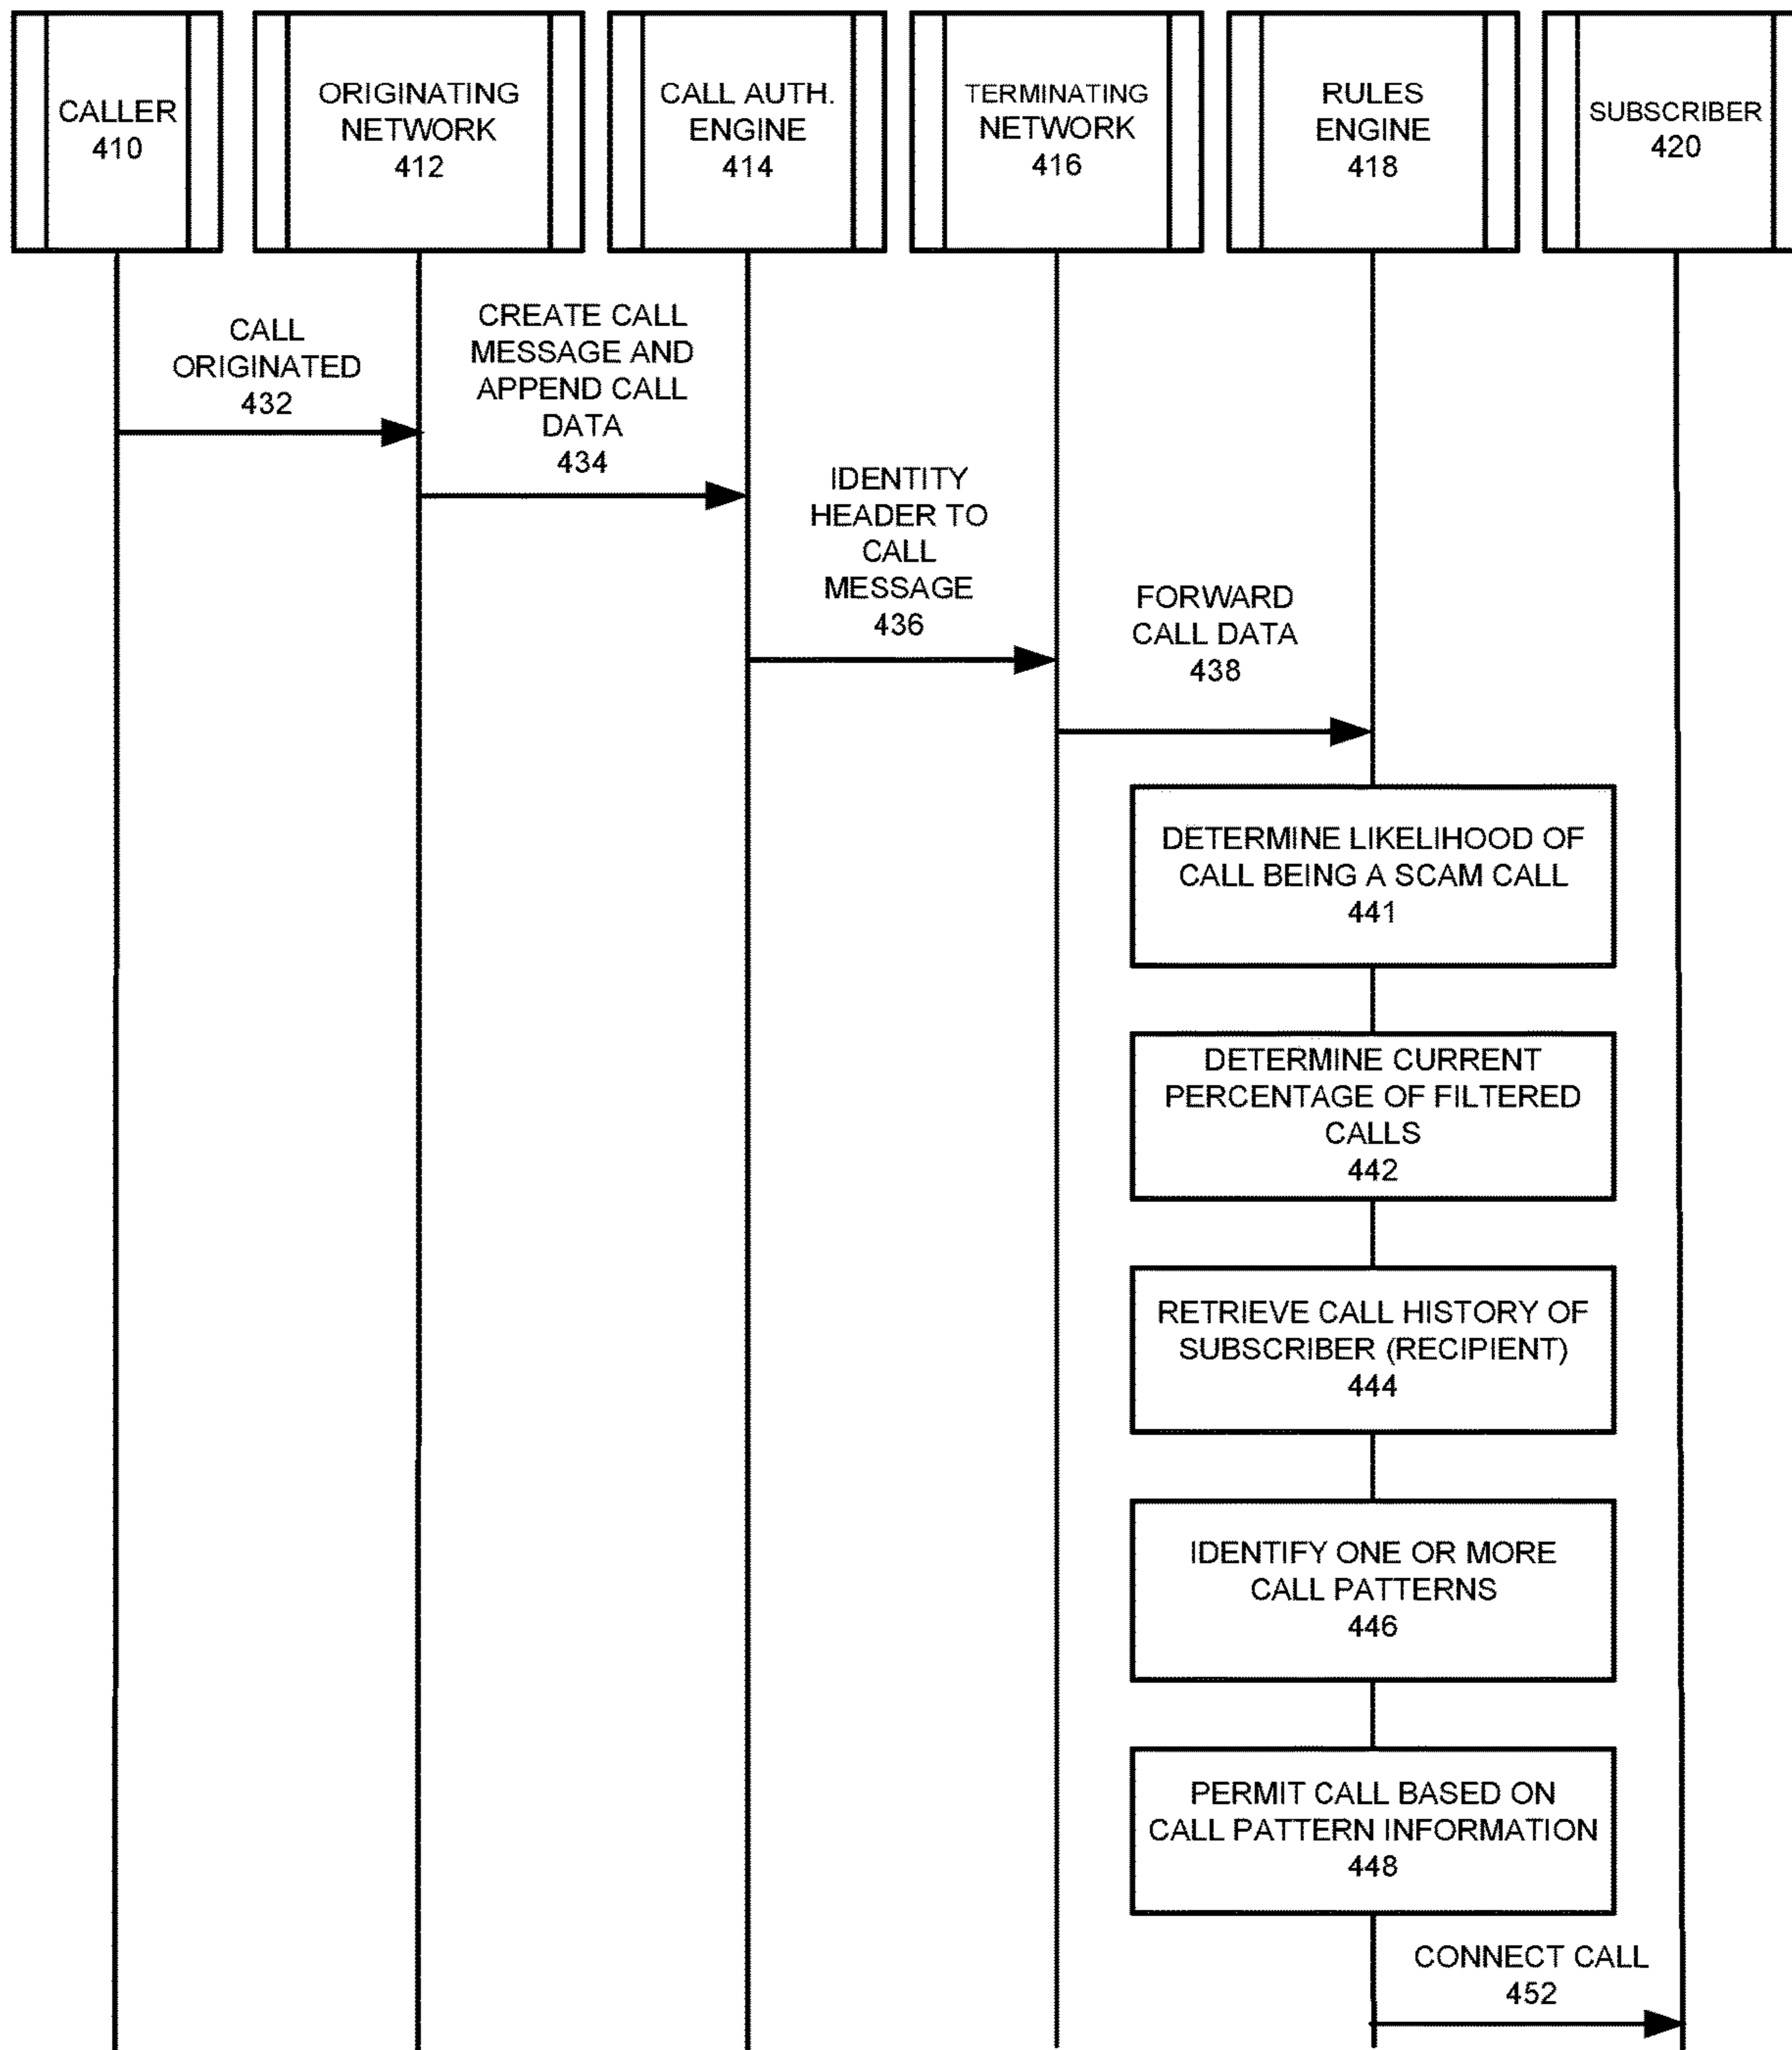 CALLER
410
ORIGINATING
NETWORK
412
CALL AUTH.
ENGINE
414
TERMINATING
NETWORK
416
RULES
ENGINE
418
SUBSCRIBER
420
CALL
ORIGINATED
432
CREATE CALL
MESSAGE AND
APPEND CALL
DATA
434
IDENTITY
HEADER TO
CALL
MESSAGE
436
FORWARD
CALL DATA
438
DETERMINE LIKELIHOOD OF
CALL BEING A SCAM CALL
441
DETERMINE CURRENT
PERCENTAGE OF FILTERED
CALLS
442
RETRIEVE CALL HISTORY OF
SUBSCRIBER (RECIPIENT)
444
IDENTIFY ONE OR MORE
CALL PATTERNS
446
PERMIT CALL BASED ON
CALL PATTERN INFORMATION
448
CONNECT CALL
452